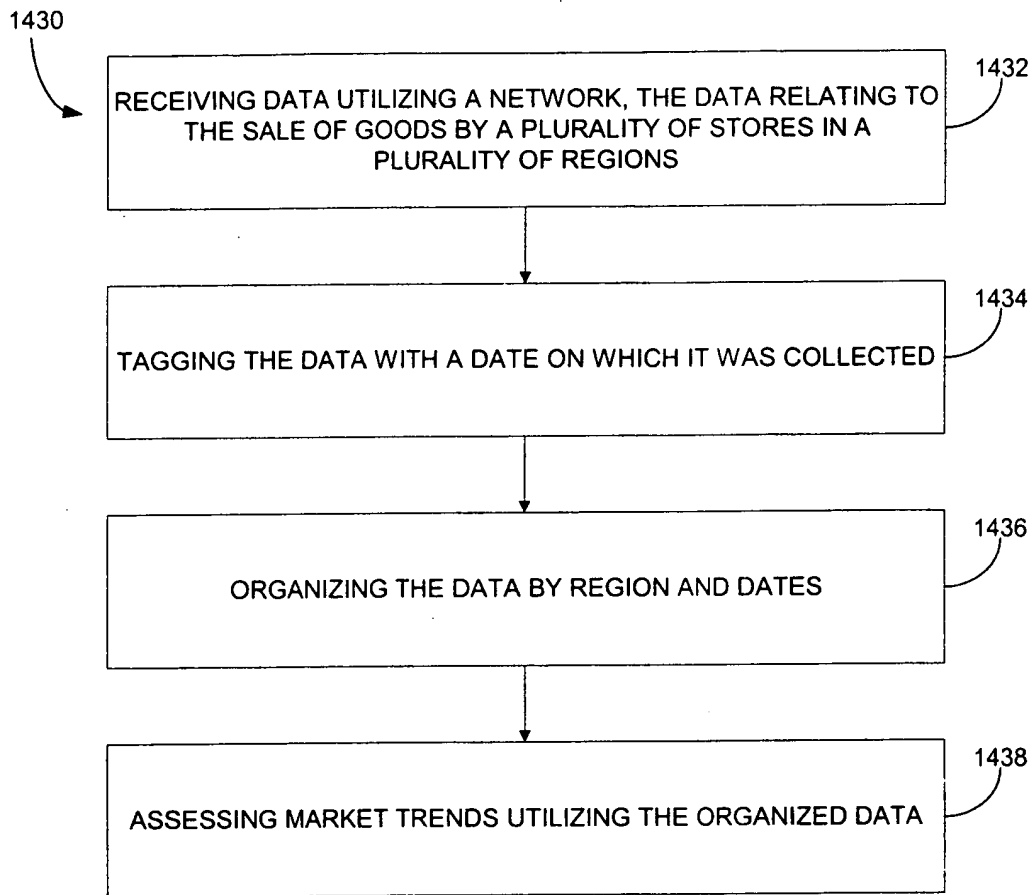 1430
1432
RECEIVING DATA UTILIZING A NETWORK, THE DATA RELATING TO
THE SALE OF GOODS BY A PLURALITY OF STORES IN A
PLURALITY OF REGIONS
1434
TAGGING THE DATA WITH A DATE ON WHICH IT WAS COLLECTED
1436
ORGANIZING THE DATA BY REGION AND DATES
1438
ASSESSING MARKET TRENDS UTILIZING THE ORGANIZED DATA